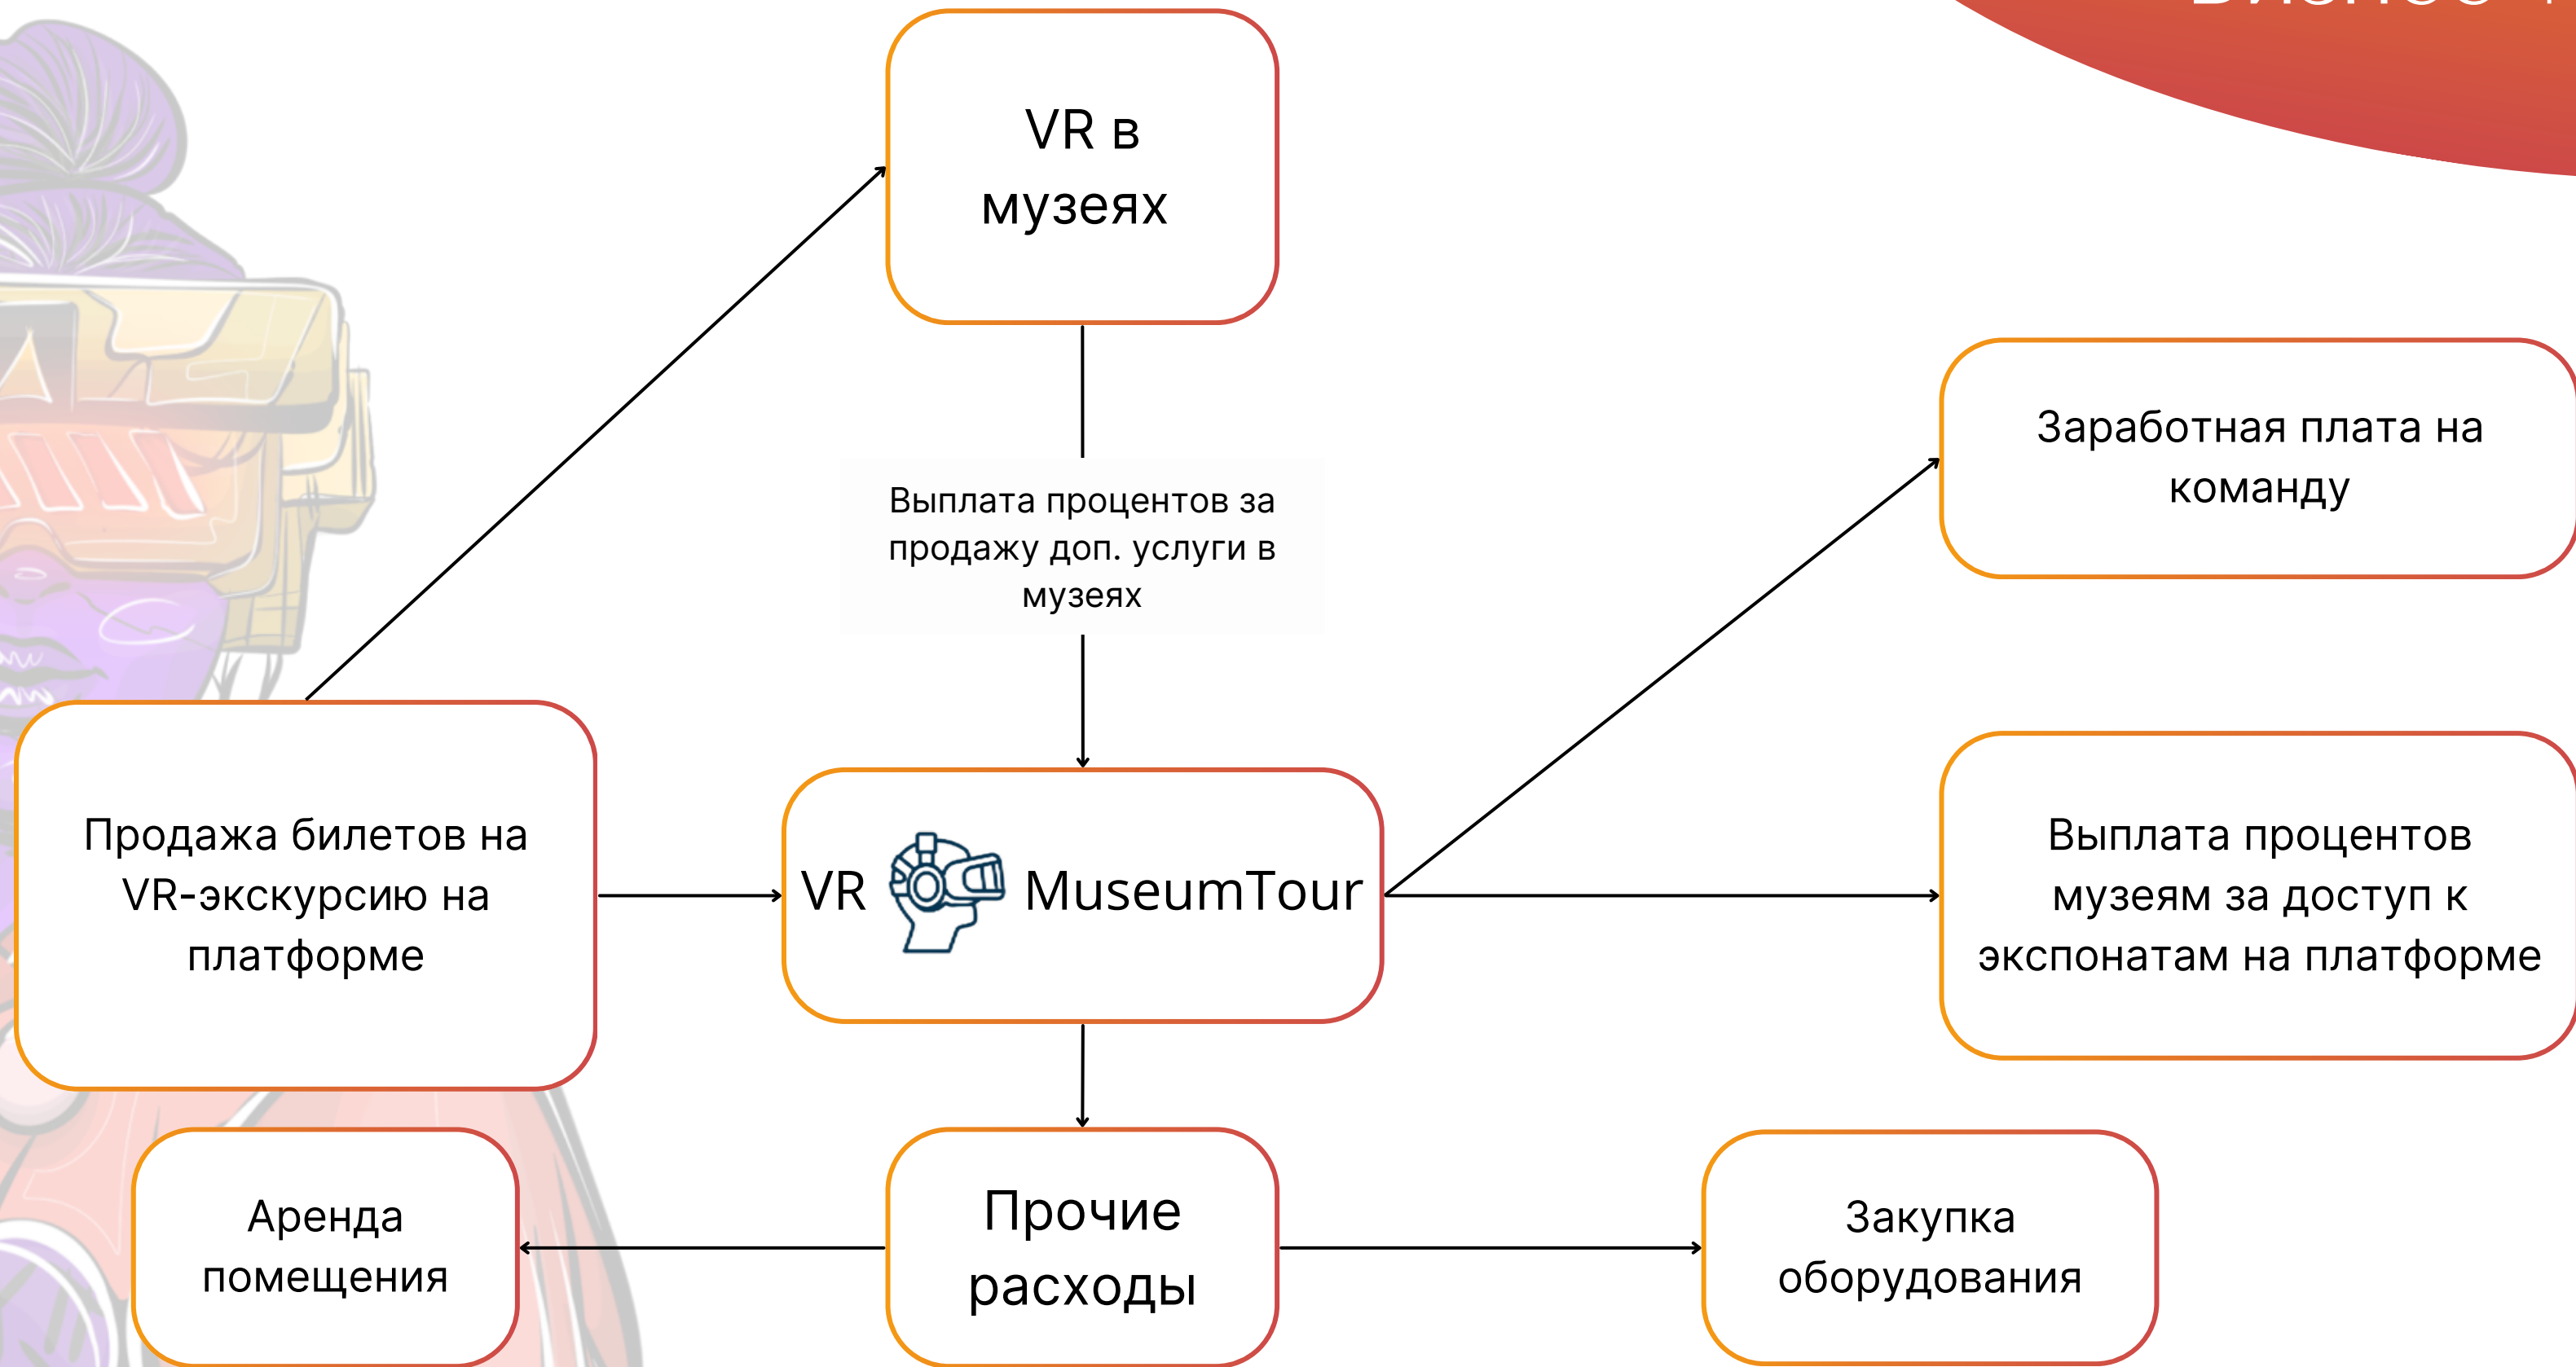 VR в
музеях
Заработная плата на
команду
Выплата процентов за
продажу доп. услуги в
музеях
Продажа билетов на
VR-экскурсию на
платформе
VR MuseumTour
Выплата процентов
музеям за доступ к
экспонатам на платформе
Аренда
помещения
Прочие
расходы
Закупка
оборудования